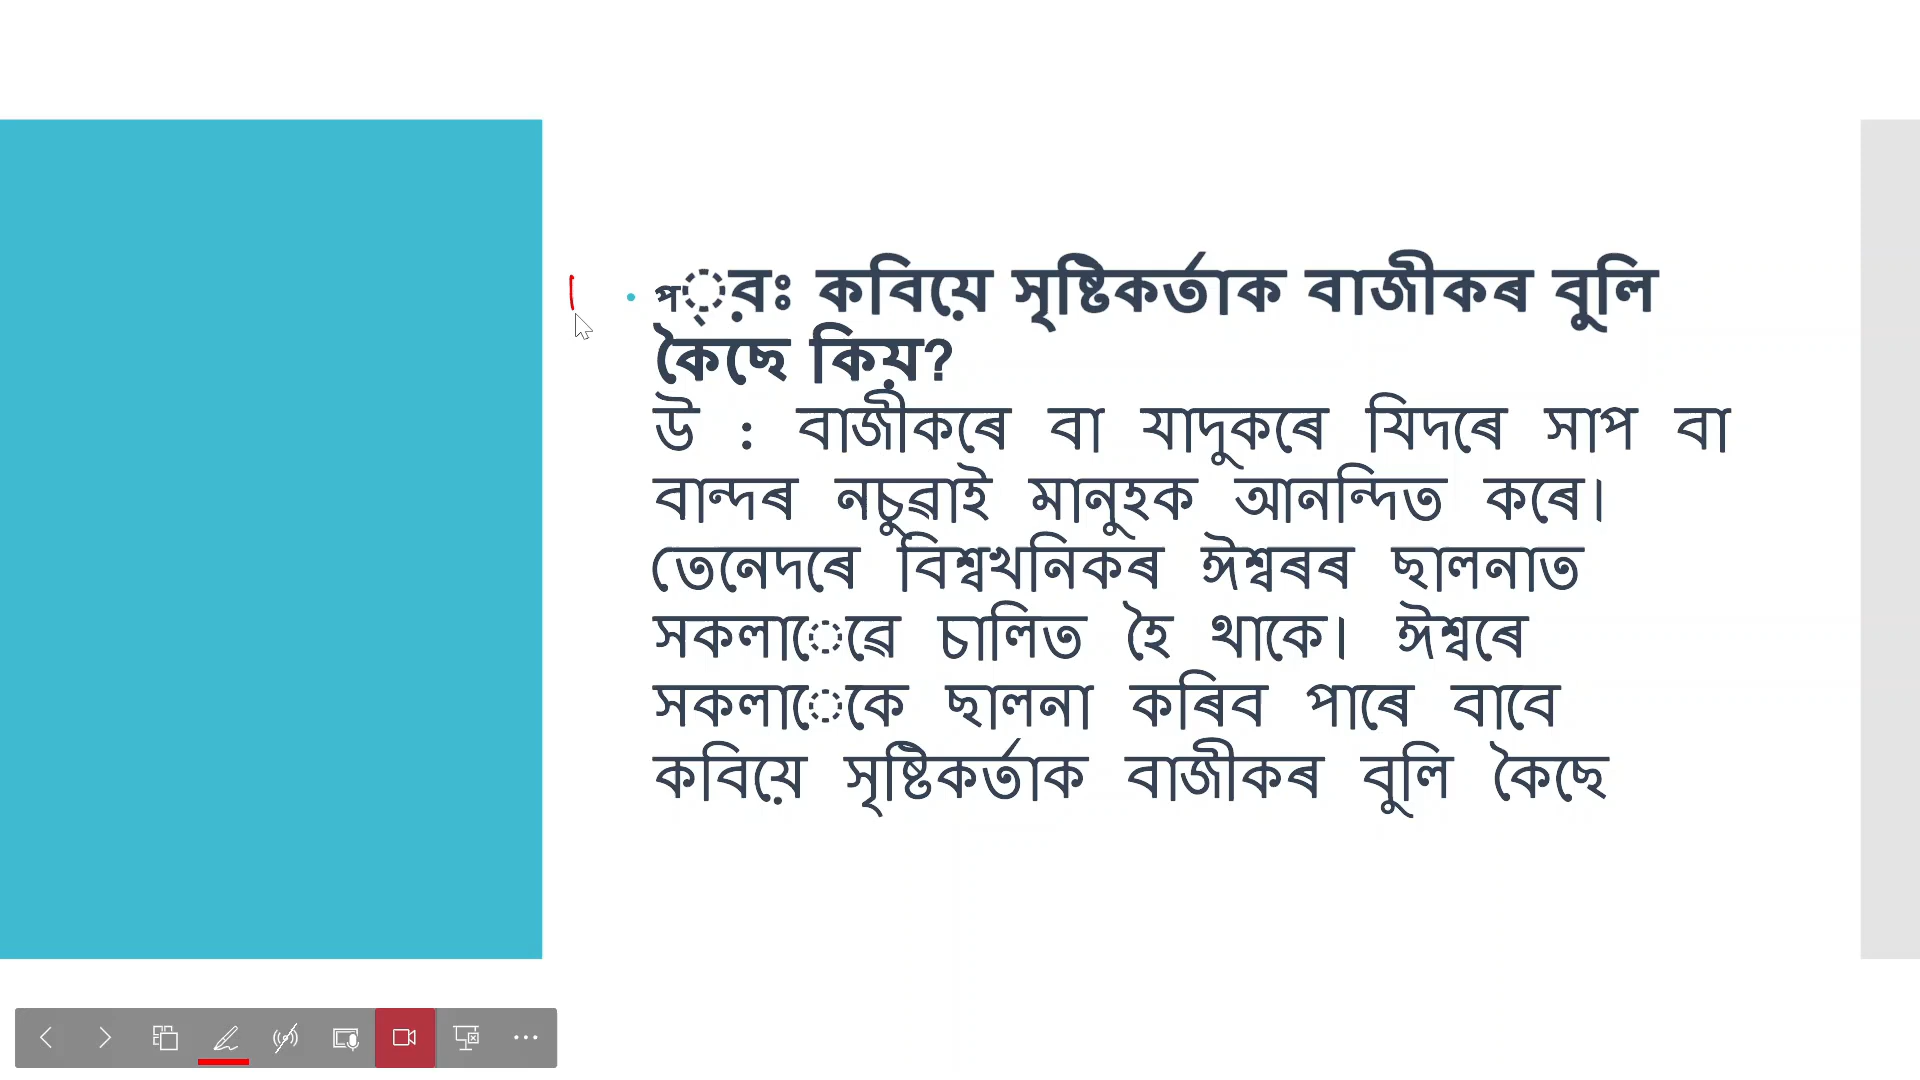 প্ৰঃ কবিয়ে সৃষ্টিকৰ্তাক বাজীকৰ বুলি
কৈছে কিয়?
উ : বাজীকৰে বা যাদুকৰে যিদৰে সাপ বা
বান্দৰ নচুৱাই মানুহক আনন্দিত কৰে।
তেনেদৰে বিশ্বখনিকৰ ঈশ্বৰৰ ছালনাত
সকলােেৱে চালিত হৈ থাকে। ঈশ্বৰে
সকলােেকে ছালনা কৰিব পাৰে বাবে
কবিয়ে সৃষ্টিকৰ্তাক বাজীকৰ বুলি কৈছে